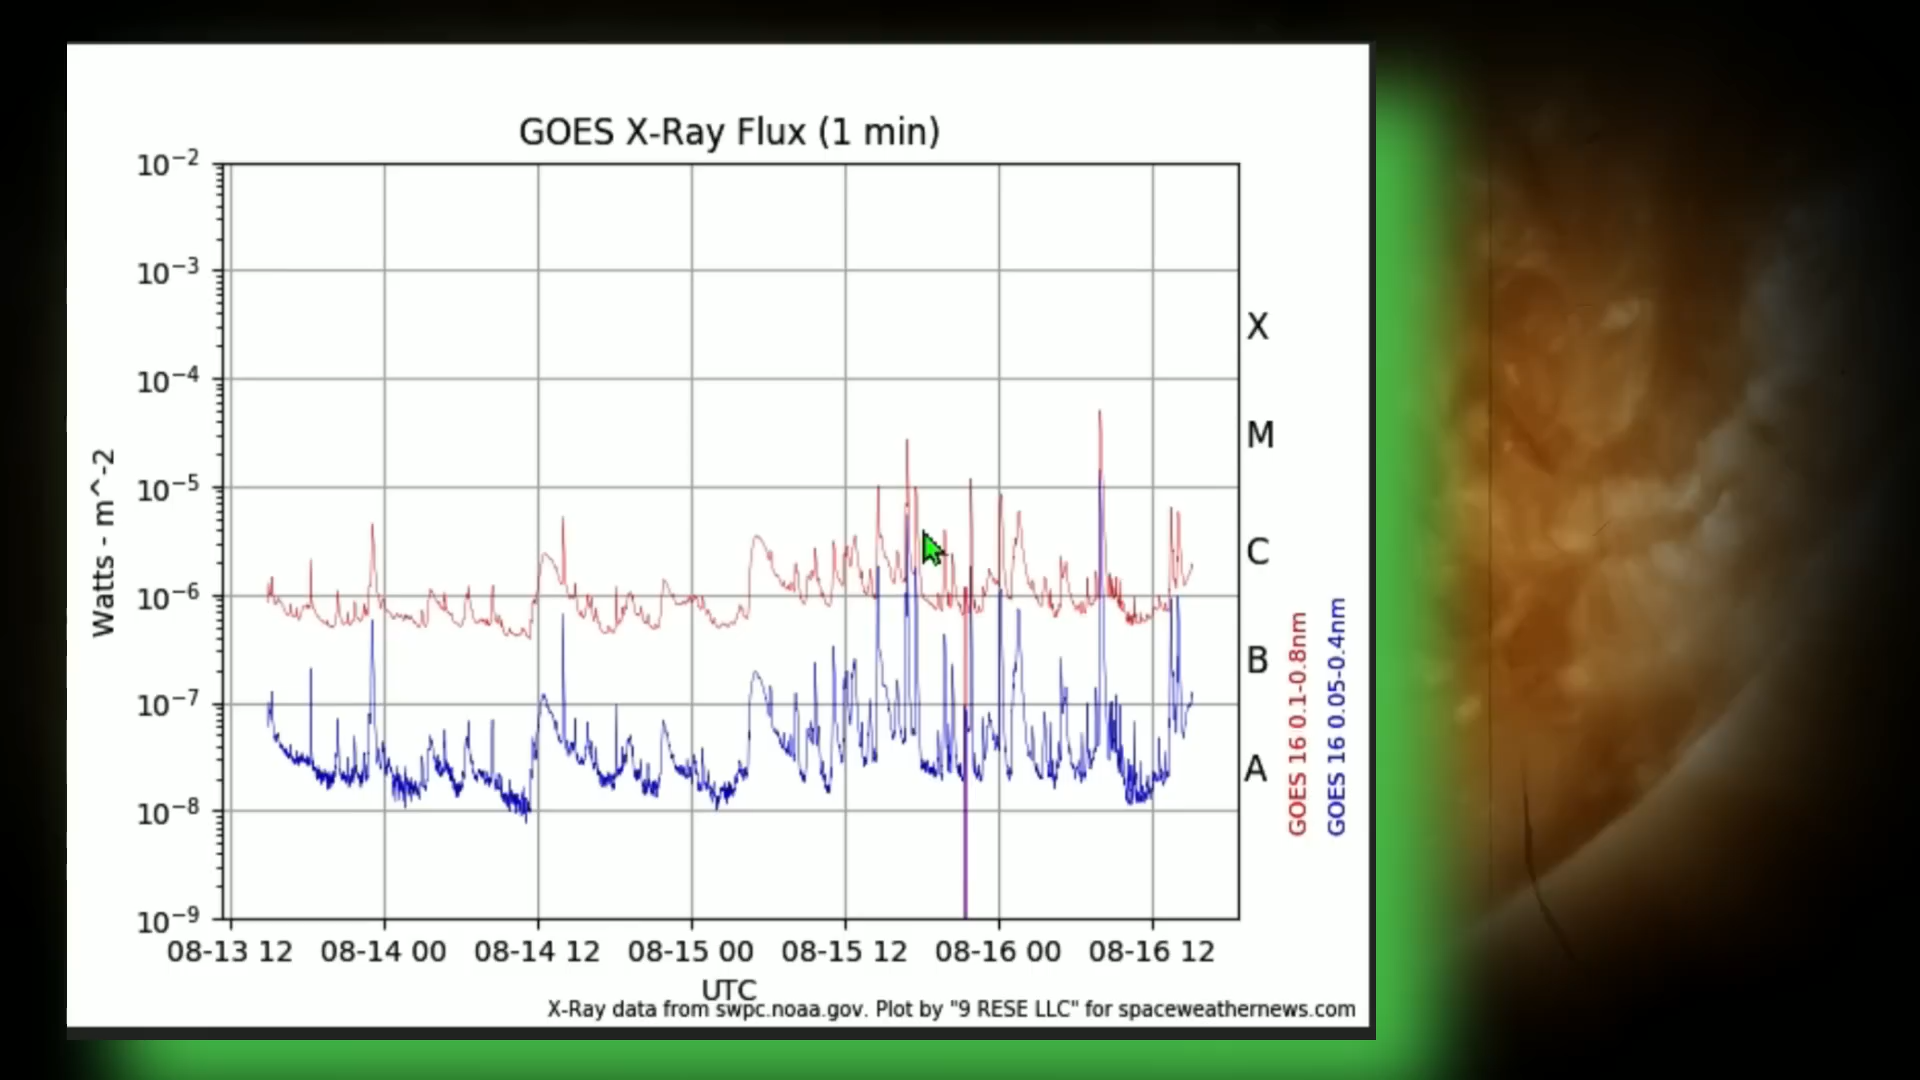 GOES X-Ray Flux (1 min)
10−2
10−3
10−4
10−5
10−6
10−7
10−8
10−9
Watts - m^-2
X
M
C
B
A
GOES 16 0.1-0.8nm
GOES 16 0.05-0.4nm
08-13 12 08-14 00 08-14 12 08-15 00 08-15 12 08-16 00 08-16 12
UTC
X-Ray data from swpc.noaa.gov. Plot by "9 RESE LLC" for spaceweathernews.com